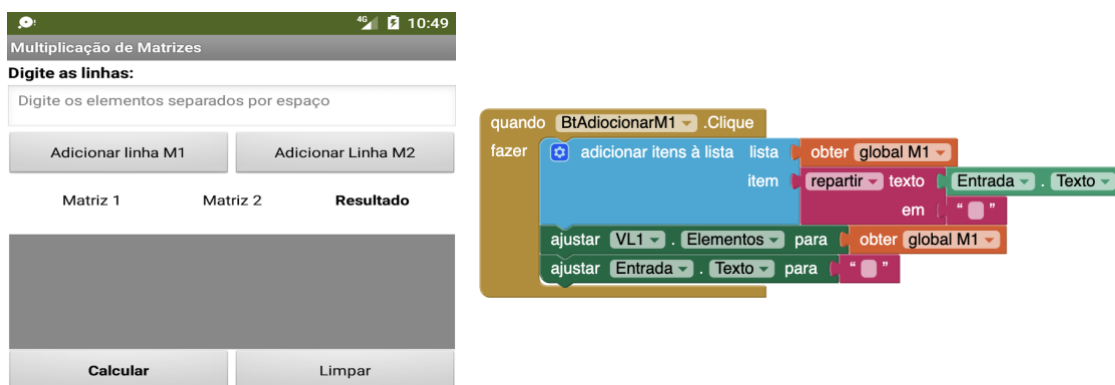 4G 10:49
Multiplicação de Matrizes
Digite as linhas:
Digite os elementos separados por espaço
Adicionar linha M1 Adicionar Linha M2
Matriz 1 Matriz 2 Resultado
Calcular Limpar
quando BtAdiocionarM1 .Clique
fazer adicionar itens à lista lista obter global M1
item repartir texto Entrada . Texto
em “ ”
ajustar VL1 . Elementos para obter global M1
ajustar Entrada . Texto para “ ”